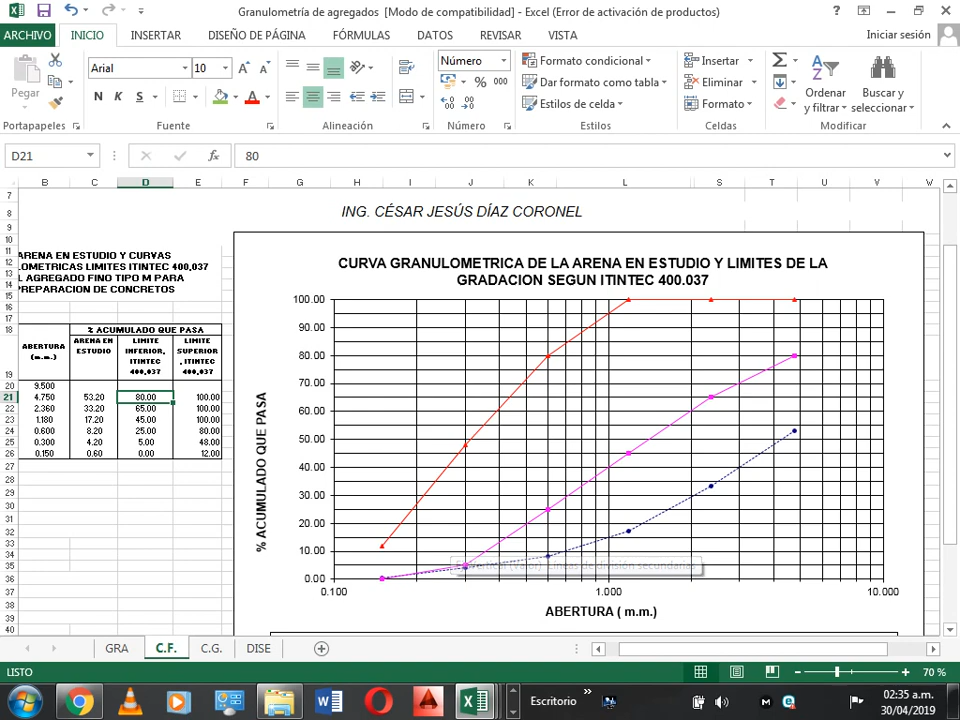 Granulometría de agregados [Modo de compatibilidad] - Excel (Error de activación de productos)
ARCHIVO INICIO INSERTAR DISEÑO DE PÁGINA FÓRMULAS DATOS REVISAR VISTA Iniciar sesión
Pegar
Arial 10
N K S
Número
% 000
Formato condicional
Dar formato como tabla
Estilos de celda
Insertar
Eliminar
Formato
Ordenar y filtrar
Buscar y seleccionar
Portapapeles Fuente Alineación Número Estilos Celdas Modificar
D21 fx 80
B C D E F G H I J K L S T U V W
ING. CÉSAR JESÚS DÍAZ CORONEL
ARENA EN ESTUDIO Y CURVAS
LOMETRICAS LIMITES ITINTEC 400,037
L AGREGADO FINO TIPO M PARA
PREPARACION DE CONCRETOS
% ACUMULADO QUE PASA
ABERTURA (m.m.)
ARENA EN ESTUDIO
LIMITE INFERIOR, ITINTEC 400,037
LIMITE SUPERIOR , ITINTEC 400,037
20 9.500
21 4.750 53.20 80.00 100.00
22 2.360 33.20 65.00 100.00
23 1.180 17.20 45.00 100.00
24 0.600 8.20 25.00 80.00
25 0.300 4.20 5.00 48.00
26 0.150 0.60 0.00 12.00
CURVA GRANULOMETRICA DE LA ARENA EN ESTUDIO Y LIMITES DE LA
GRADACION SEGUN ITINTEC 400.037
% ACUMULADO QUE PASA
100.00
90.00
80.00
70.00
60.00
50.00
40.00
30.00
20.00
10.00
0.00
0.100 1.000 10.000
ABERTURA ( m.m.)
GRA C.F. C.G. DISE
LISTO 70 %
Escritorio
02:35 a.m.
30/04/2019